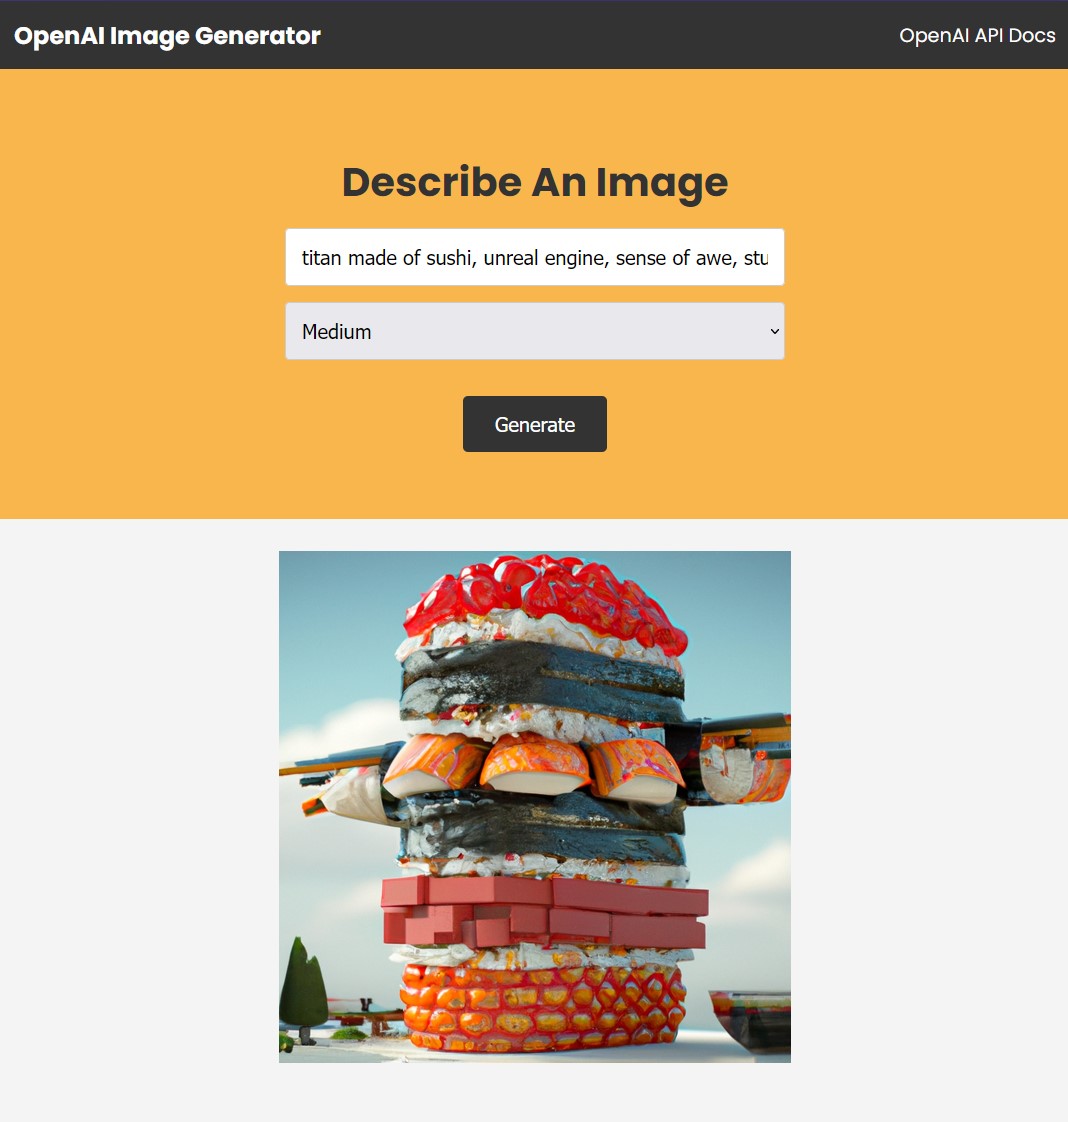 OpenAI Image Generator
OpenAI API Docs
Describe An Image
titan made of sushi, unreal engine, sense of awe, stu
Medium
Generate